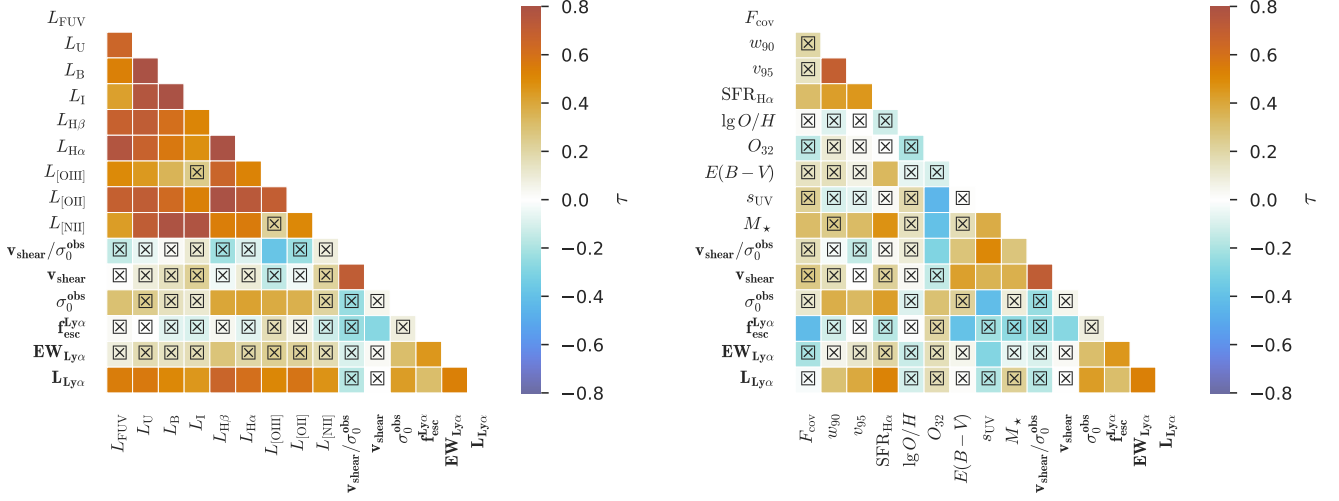 L_FUV
L_U
L_B
L_I
L_Hβ
L_Hα
L_[OIII]
L_[OII]
L_[NII]
v_shear/σ_0^obs
v_shear
σ_0^obs
f_esc^Lyα
EW_Lyα
L_Lyα
L_FUV L_U L_B L_I L_Hβ L_Hα L_[OIII] L_[OII] L_[NII] v_shear/σ_0^obs v_shear σ_0^obs f_esc^Lyα EW_Lyα L_Lyα
0.8
0.6
0.4
0.2
0.0
−0.2
−0.4
−0.6
−0.8
τ
F_cov
w_90
v_95
SFR_Hα
lg O/H
O_32
E(B − V)
s_UV
M_⋆
v_shear/σ_0^obs
v_shear
σ_0^obs
f_esc^Lyα
EW_Lyα
L_Lyα
F_cov w_90 v_95 SFR_Hα lg O/H O_32 E(B − V) s_UV M_⋆ v_shear/σ_0^obs v_shear σ_0^obs f_esc^Lyα EW_Lyα L_Lyα
0.8
0.6
0.4
0.2
0.0
−0.2
−0.4
−0.6
−0.8
τ